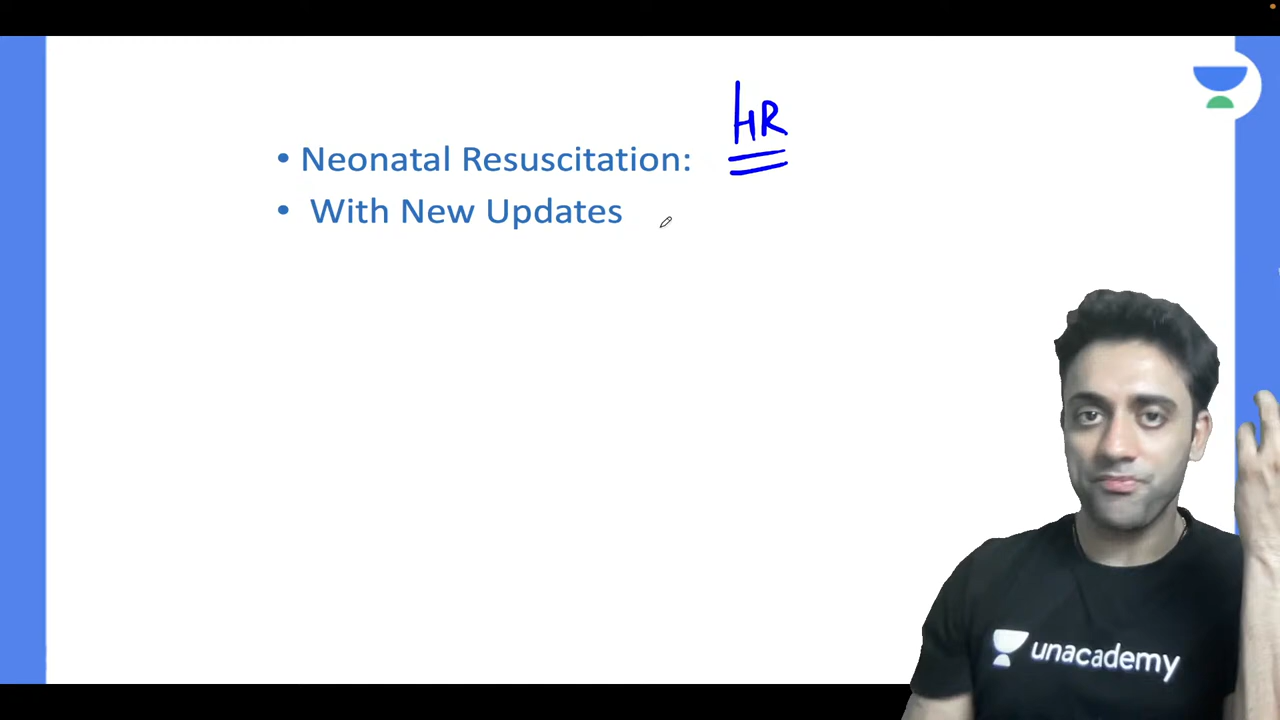 HR
• Neonatal Resuscitation:
• With New Updates
unacademy